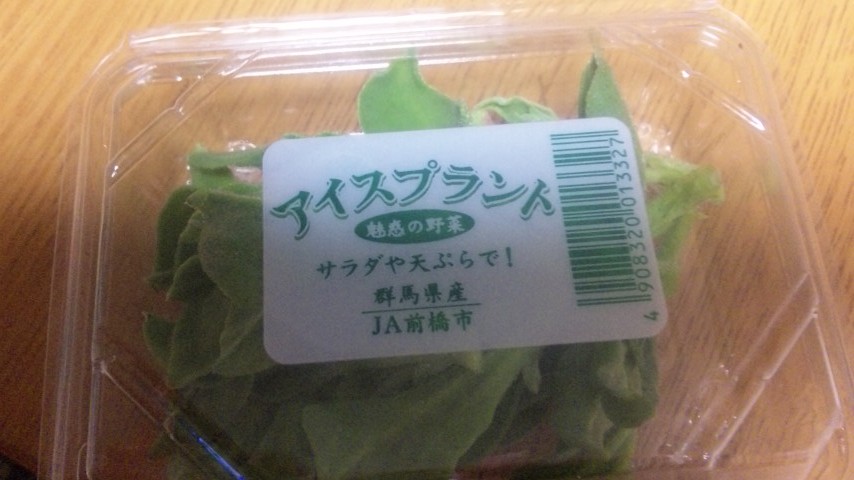 アイスプラント
魅惑の野菜
サラダや天ぷらで!
群馬県産
JA前橋市
4908320013327